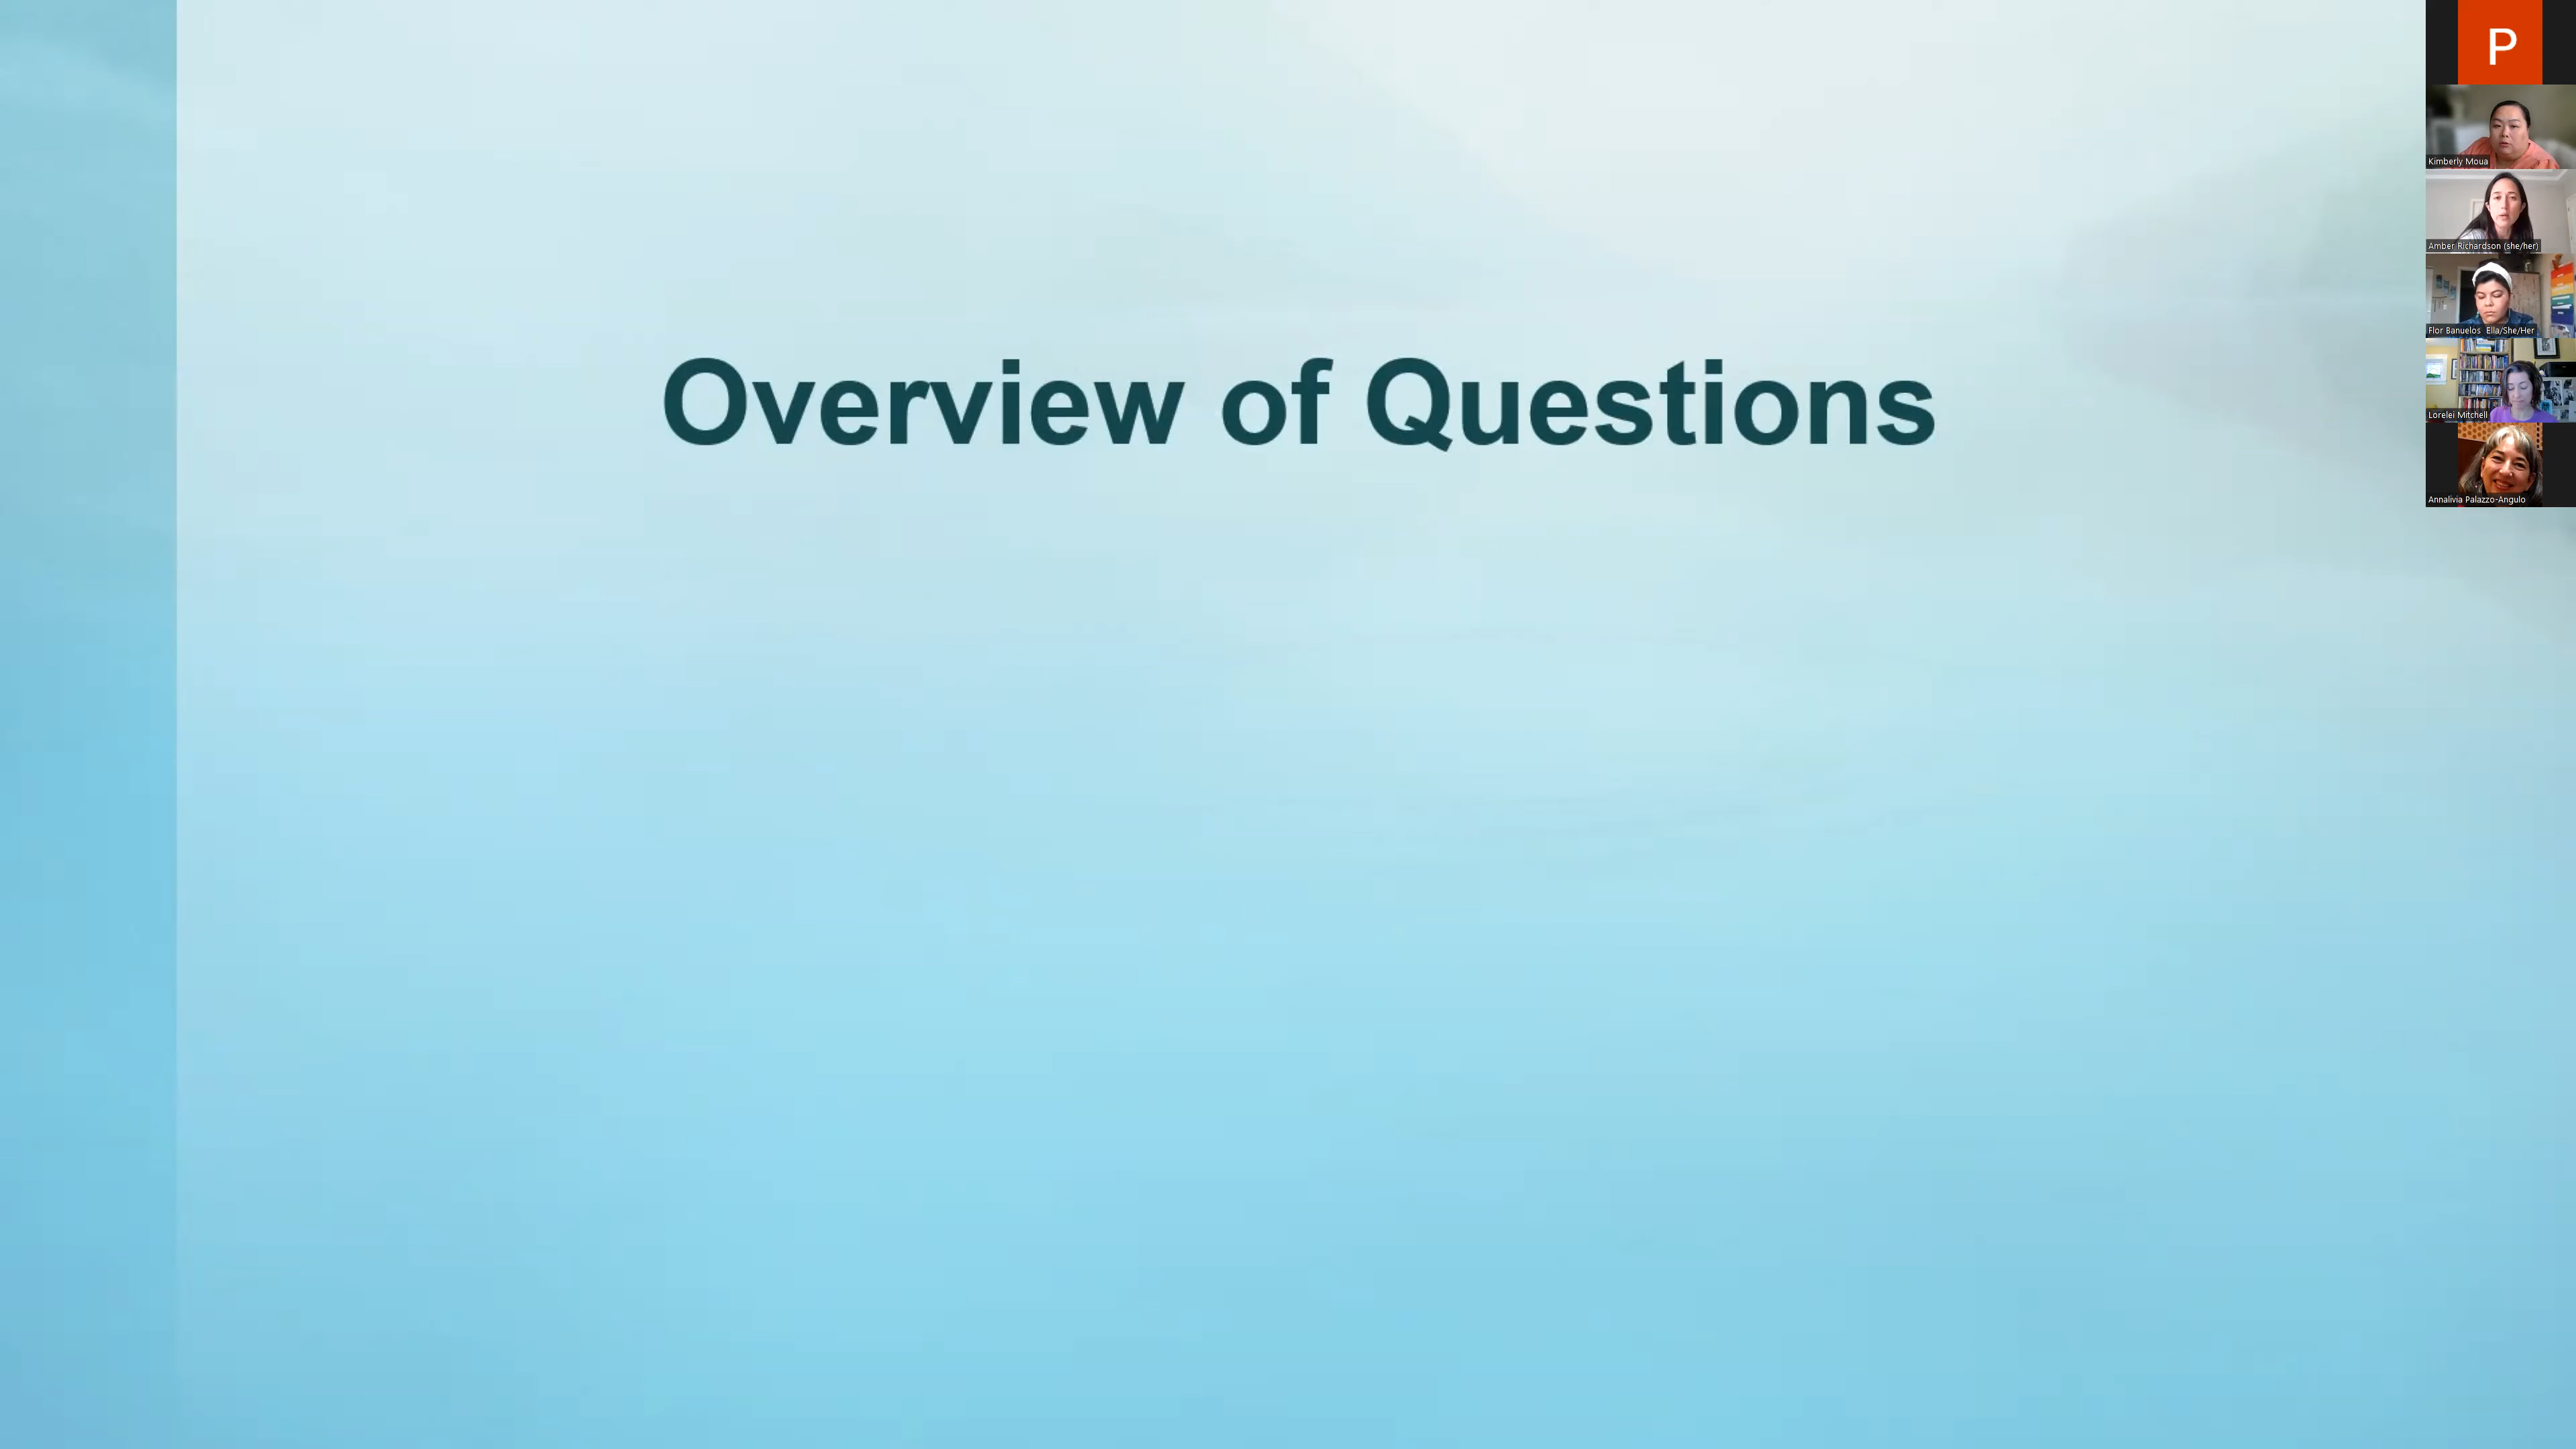 Overview of Questions
P
Kimberly Moua
Amber Richardson (she/her)
Flor Banuelos Ella/She/Her
Lorelei Mitchell
Annalivia Palazzo-Angulo